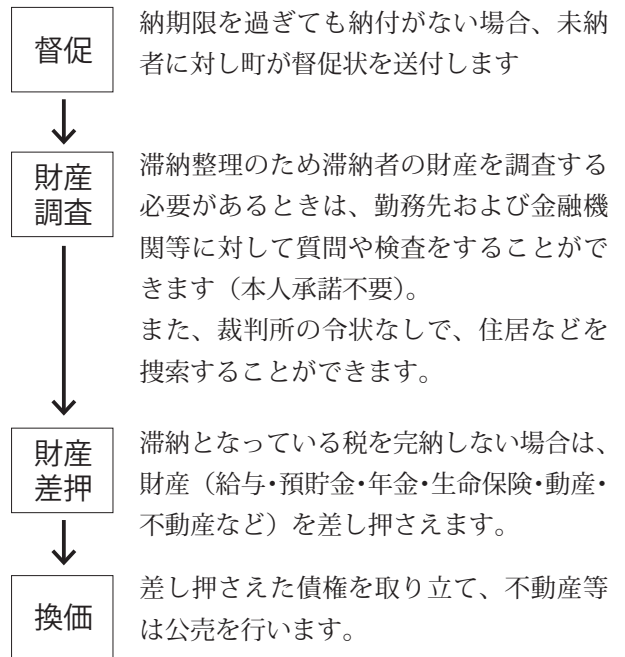 督促
納期限を過ぎても納付がない場合、未納
者に対し町が督促状を送付します
財産
調査
滞納整理のため滞納者の財産を調査する
必要があるときは、勤務先および金融機
関等に対して質問や検査をすることがで
きます（本人承諾不要）。
また、裁判所の令状なしで、住居などを
捜索することができます。
財産
差押
滞納となっている税を完納しない場合は、
財産（給与・預貯金・年金・生命保険・動産・
不動産など）を差し押さえます。
換価
差し押さえた債権を取り立て、不動産等
は公売を行います。